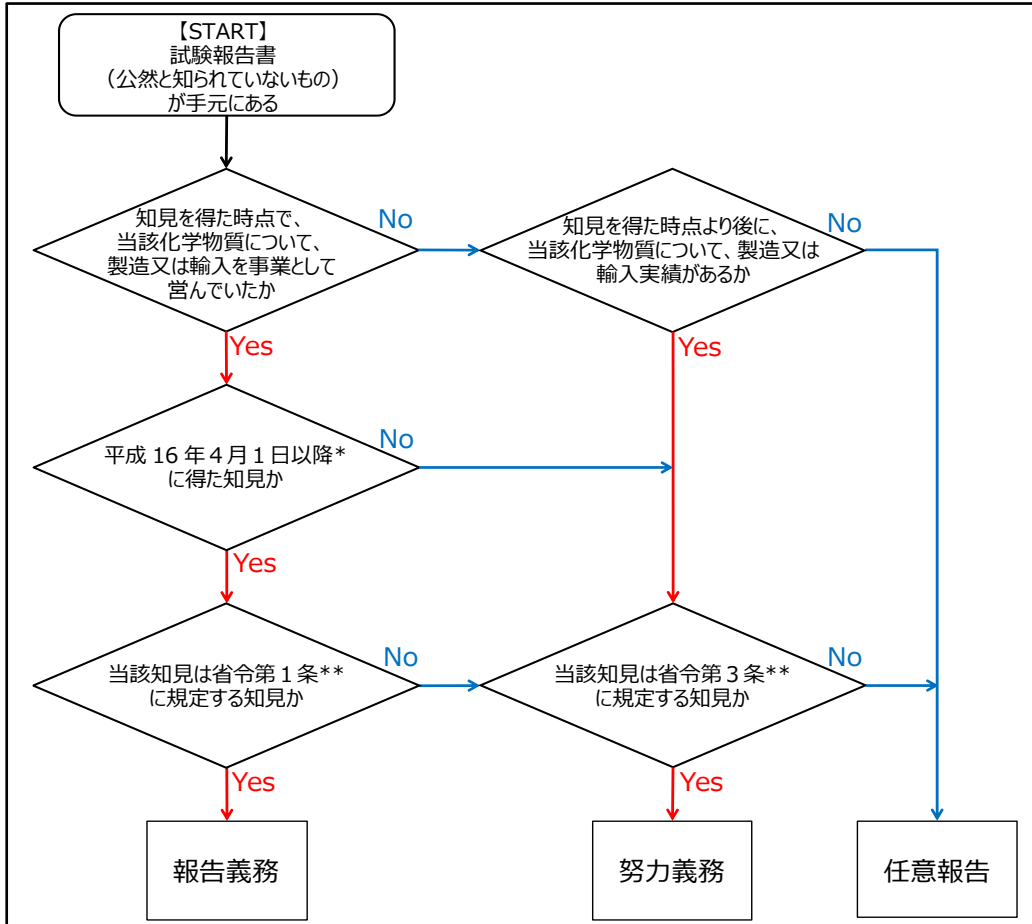 【START】
試験報告書
（公然と知られていないもの）
が手元にある
知見を得た時点で、
当該化学物質について、
製造又は輸入を事業として
営んでいたか
No
知見を得た時点より後に、
当該化学物質について、製造又は
輸入実績があるか
No
Yes
Yes
平成 16 年４月１日以降*
に得た知見か
No
Yes
当該知見は省令第１条**
に規定する知見か
No
当該知見は省令第３条**
に規定する知見か
No
Yes
Yes
報告義務
努力義務
任意報告